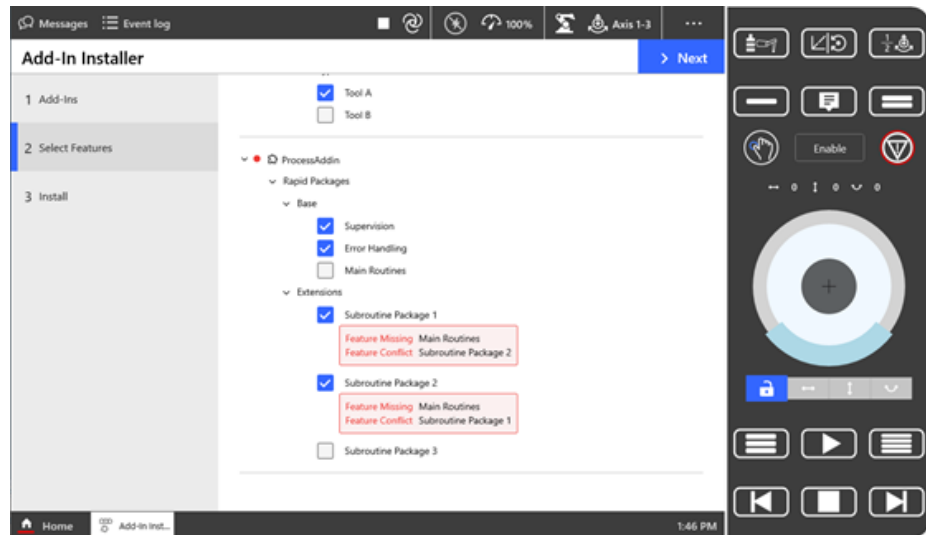 Messages Event log 100% Axis 1-3 ...
Add-In Installer Next
1 Add-Ins
Tool A
Tool B
2 Select Features
ProcessAddin
Rapid Packages
3 Install
Base
Supervision
Error Handling
Main Routines
Extensions
Subroutine Package 1
Feature Missing Main Routines
Feature Conflict Subroutine Package 2
Subroutine Package 2
Feature Missing Main Routines
Feature Conflict Subroutine Package 1
Subroutine Package 3
Home Add-In Inst... 1:46 PM
Enable
0 0 0